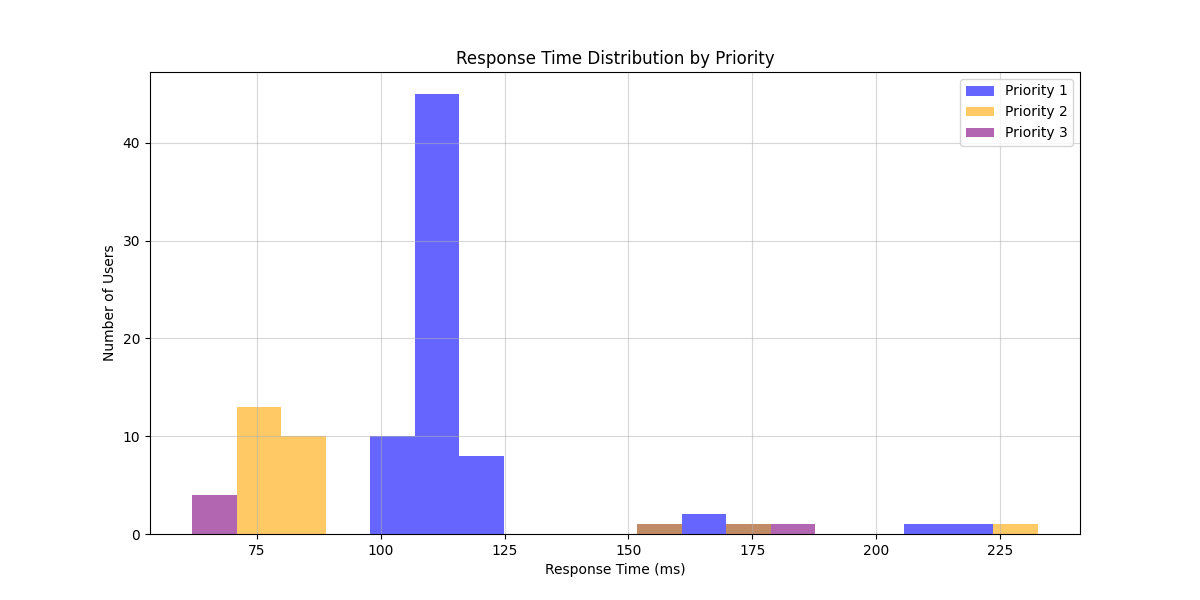 Response Time Distribution by Priority
Priority 1
Priority 2
Priority 3
Number of Users
40
30
20
10
0
75 100 125 150 175 200 225
Response Time (ms)